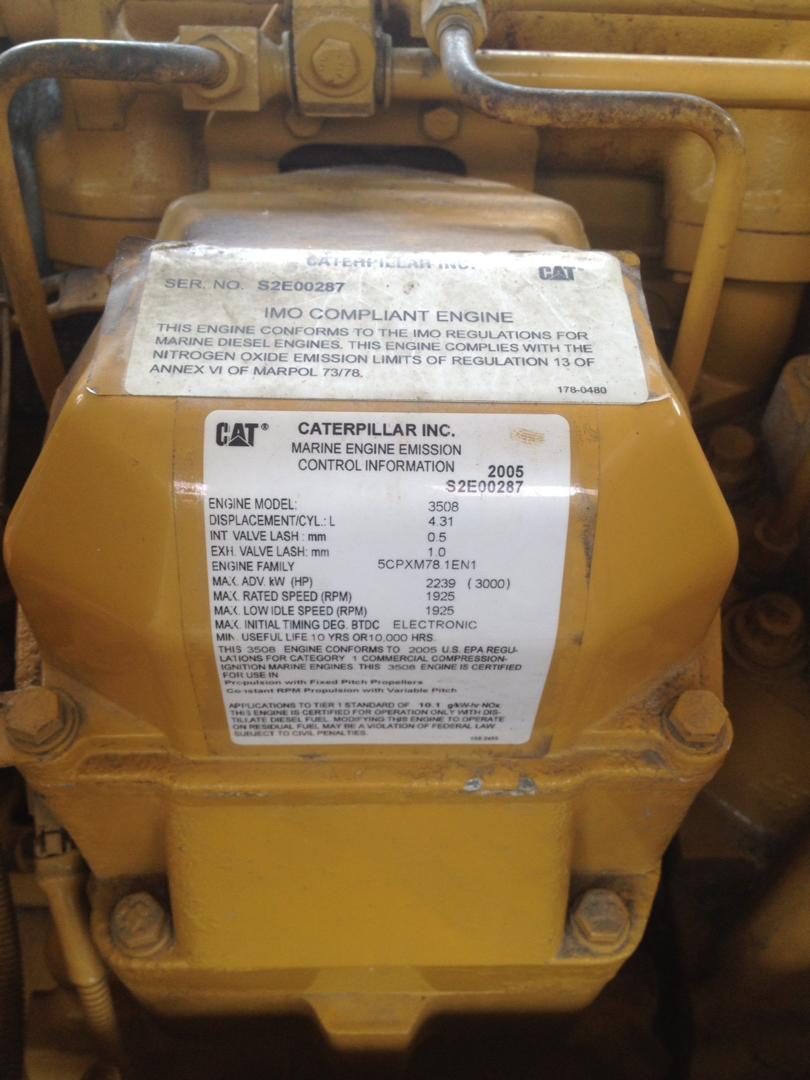 CATERPILLAR INC.
CAT
SER. NO. S2E00287
IMO COMPLIANT ENGINE
THIS ENGINE CONFORMS TO THE IMO REGULATIONS FOR
MARINE DIESEL ENGINES. THIS ENGINE COMPLIES WITH THE
NITROGEN OXIDE EMISSION LIMITS OF REGULATION 13 OF
ANNEX VI OF MARPOL 73/78.
178-0480
CAT® CATERPILLAR INC.
MARINE ENGINE EMISSION
CONTROL INFORMATION 2005
S2E00287
ENGINE MODEL: 3508
DISPLACEMENT/CYL.: L 4.31
INT VALVE LASH : mm 0.5
EXH. VALVE LASH: mm 1.0
ENGINE FAMILY 5CPXM78.1EN1
MAX. ADV. kW (HP) 2239 (3000)
MAX. RATED SPEED (RPM) 1925
MAX. LOW IDLE SPEED (RPM) 1925
MAX. INITIAL TIMING DEG. BTDC ELECTRONIC
MIN. USEFUL LIFE 10 YRS OR 10,000 HRS.
THIS 3508 ENGINE CONFORMS TO 2005 U.S. EPA REGU-
LATIONS FOR CATEGORY 1 COMMERCIAL COMPRESSION-
IGNITION MARINE ENGINES. THIS 3508 ENGINE IS CERTIFIED
FOR USE IN
Propulsion with Fixed Pitch Propellers
Constant RPM Propulsion with Variable Pitch
APPLICATIONS TO TIER 1 STANDARD OF 10.1 g/kW-hr NOx.
THIS ENGINE IS CERTIFIED FOR OPERATION ONLY WITH DIS-
TILLATE DIESEL FUEL. MODIFYING THIS ENGINE TO OPERATE
ON RESIDUAL FUEL MAY BE A VIOLATION OF FEDERAL LAW
SUBJECT TO CIVIL PENALTIES.